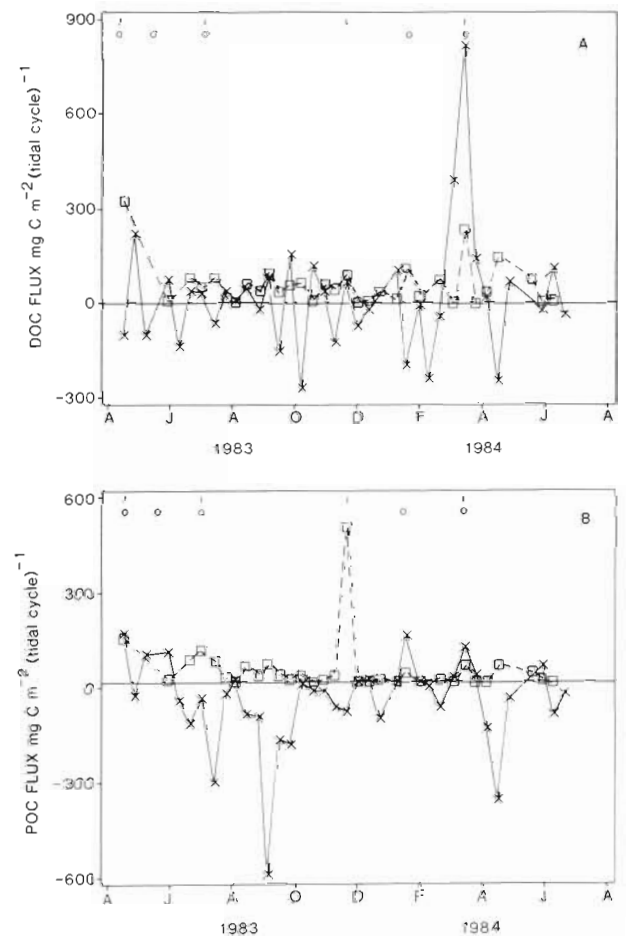 A
900
600
300
0
-300
DOC FLUX mg C m⁻² (tidal cycle)⁻¹
A J A O D F A J A
1983 1984
B
600
300
0
-300
-600
POC FLUX mg C m⁻² (tidal cycle)⁻¹
A J A O D F A J A
1983 1984